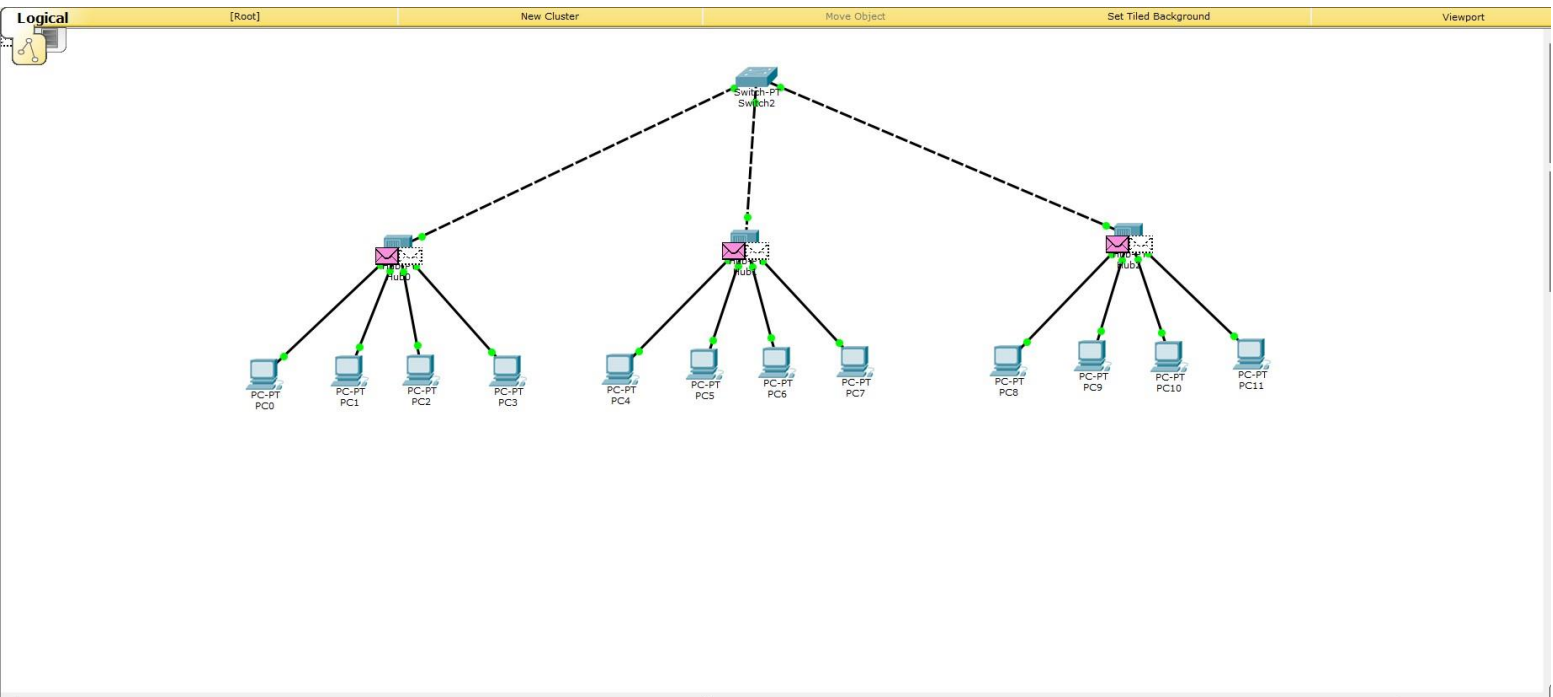 Logical
[Root]
New Cluster
Move Object
Set Tiled Background
Viewport
Switch-PT
Switch2
Hub0
Hub2
PC-PT
PC0
PC-PT
PC1
PC-PT
PC2
PC-PT
PC3
PC-PT
PC4
PC-PT
PC5
PC-PT
PC6
PC-PT
PC7
PC-PT
PC8
PC-PT
PC9
PC-PT
PC10
PC-PT
PC11